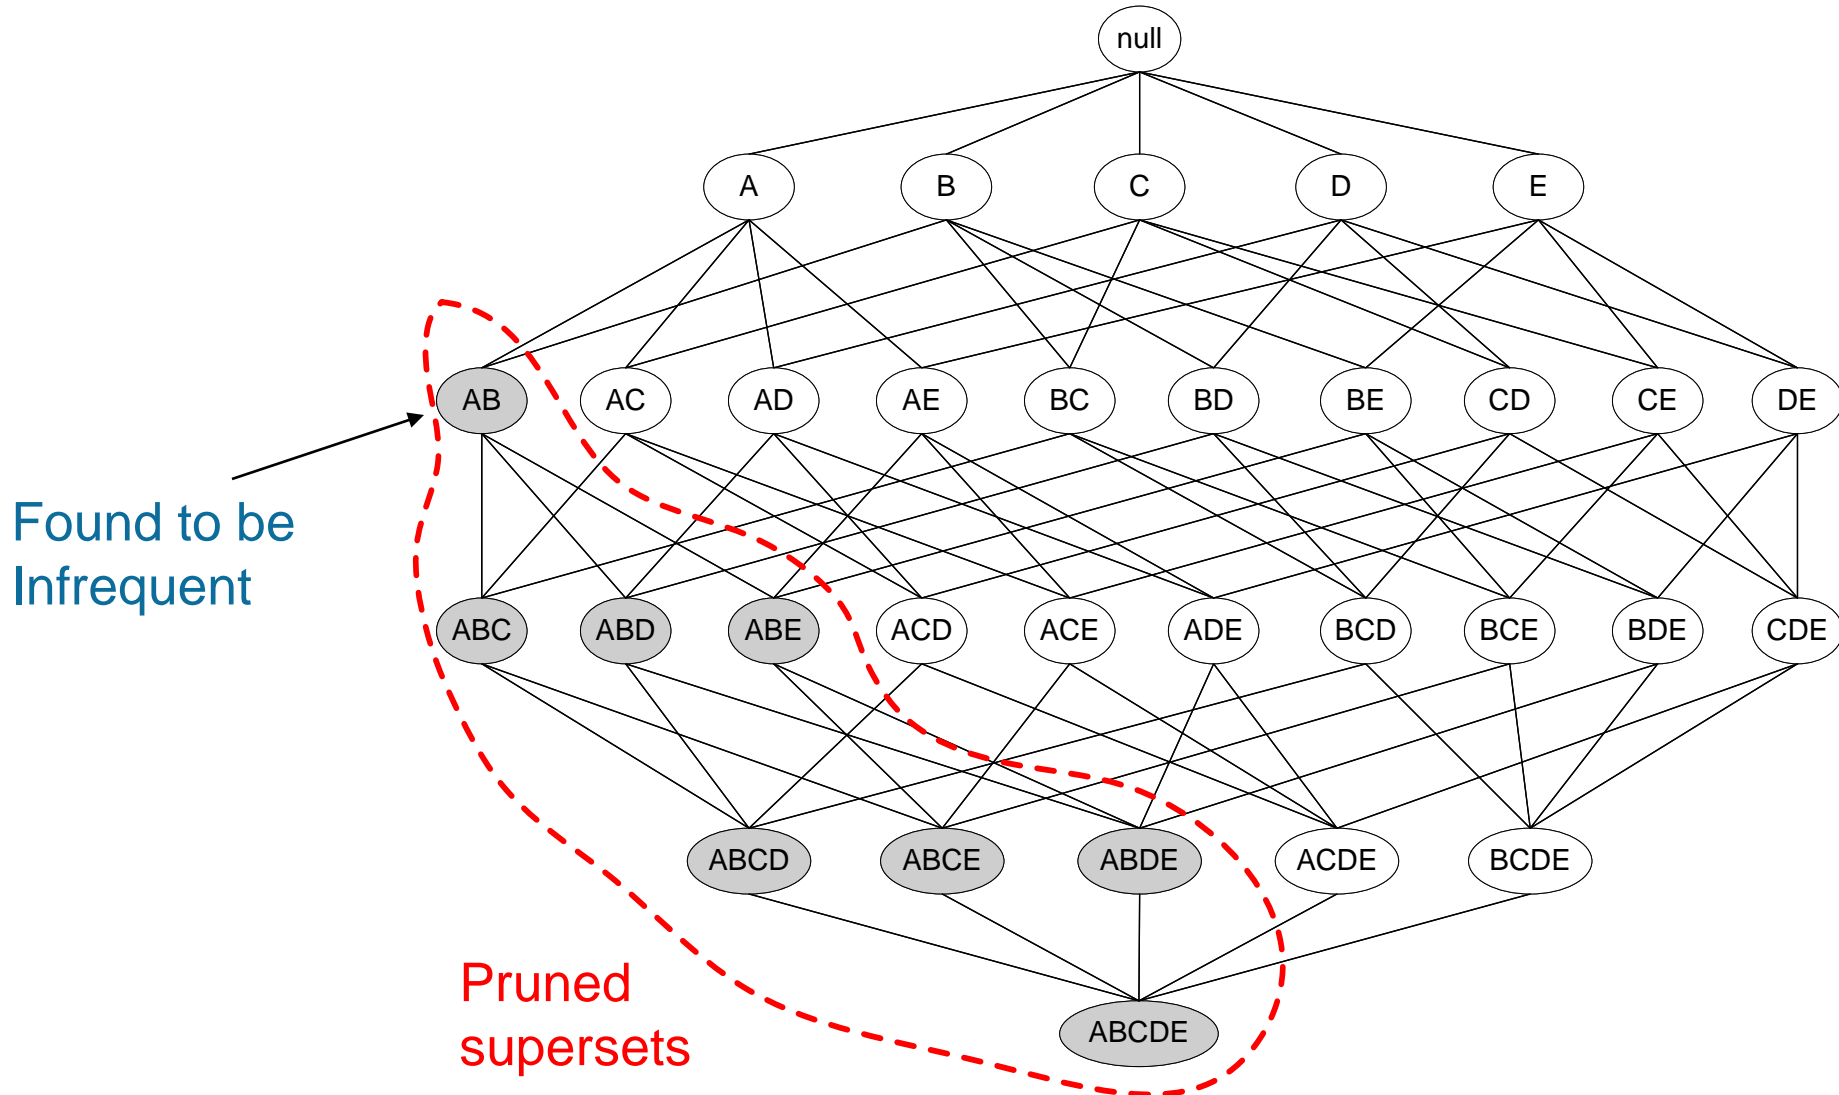 null
A B C D E
AB AC AD AE BC BD BE CD CE DE
Found to be
Infrequent
ABC ABD ABE ACD ACE ADE BCD BCE BDE CDE
ABCD ABCE ABDE ACDE BCDE
Pruned
supersets
ABCDE